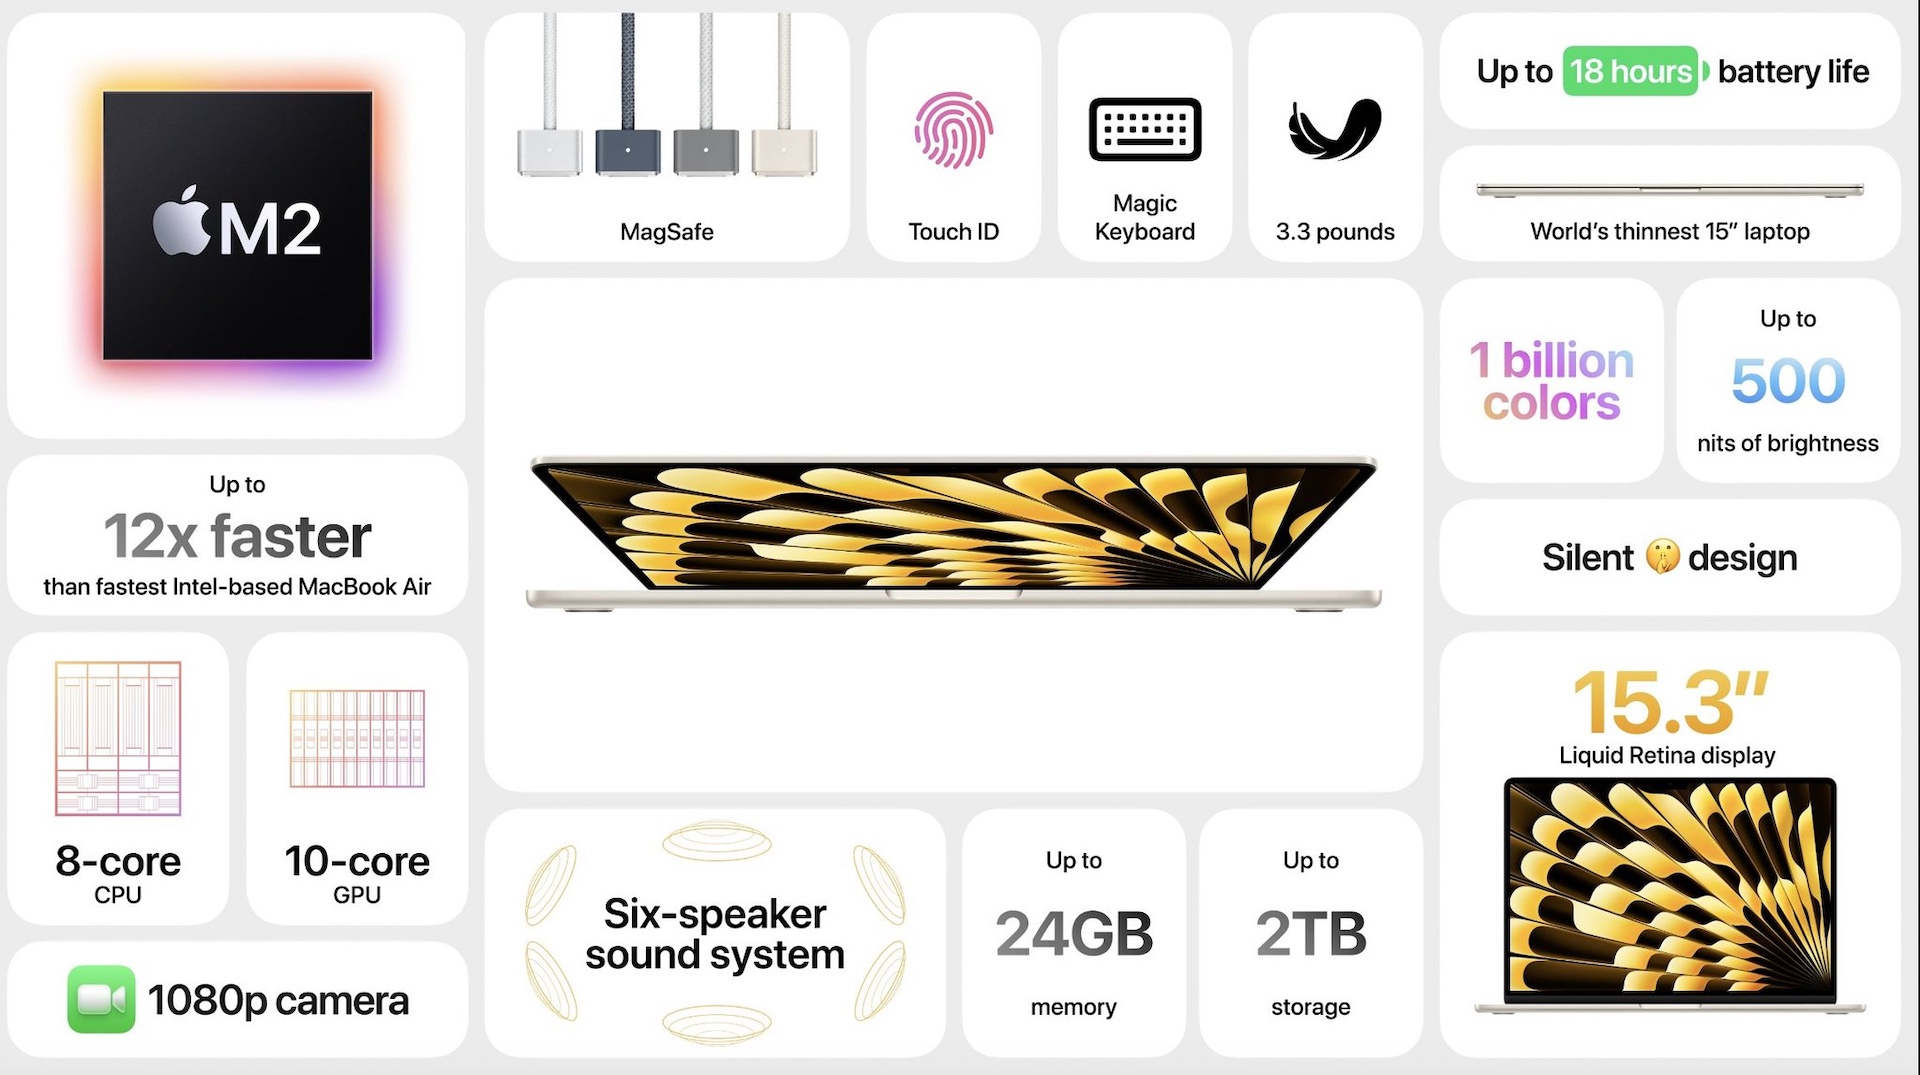 M2
MagSafe
Touch ID
Magic
Keyboard
3.3 pounds
Up to 18 hours battery life
World’s thinnest 15” laptop
1 billion
colors
Up to
500
nits of brightness
Up to
12x faster
than fastest Intel-based MacBook Air
Silent 🤫 design
8-core
CPU
10-core
GPU
15.3”
Liquid Retina display
1080p camera
Six-speaker
sound system
Up to
24GB
memory
Up to
2TB
storage